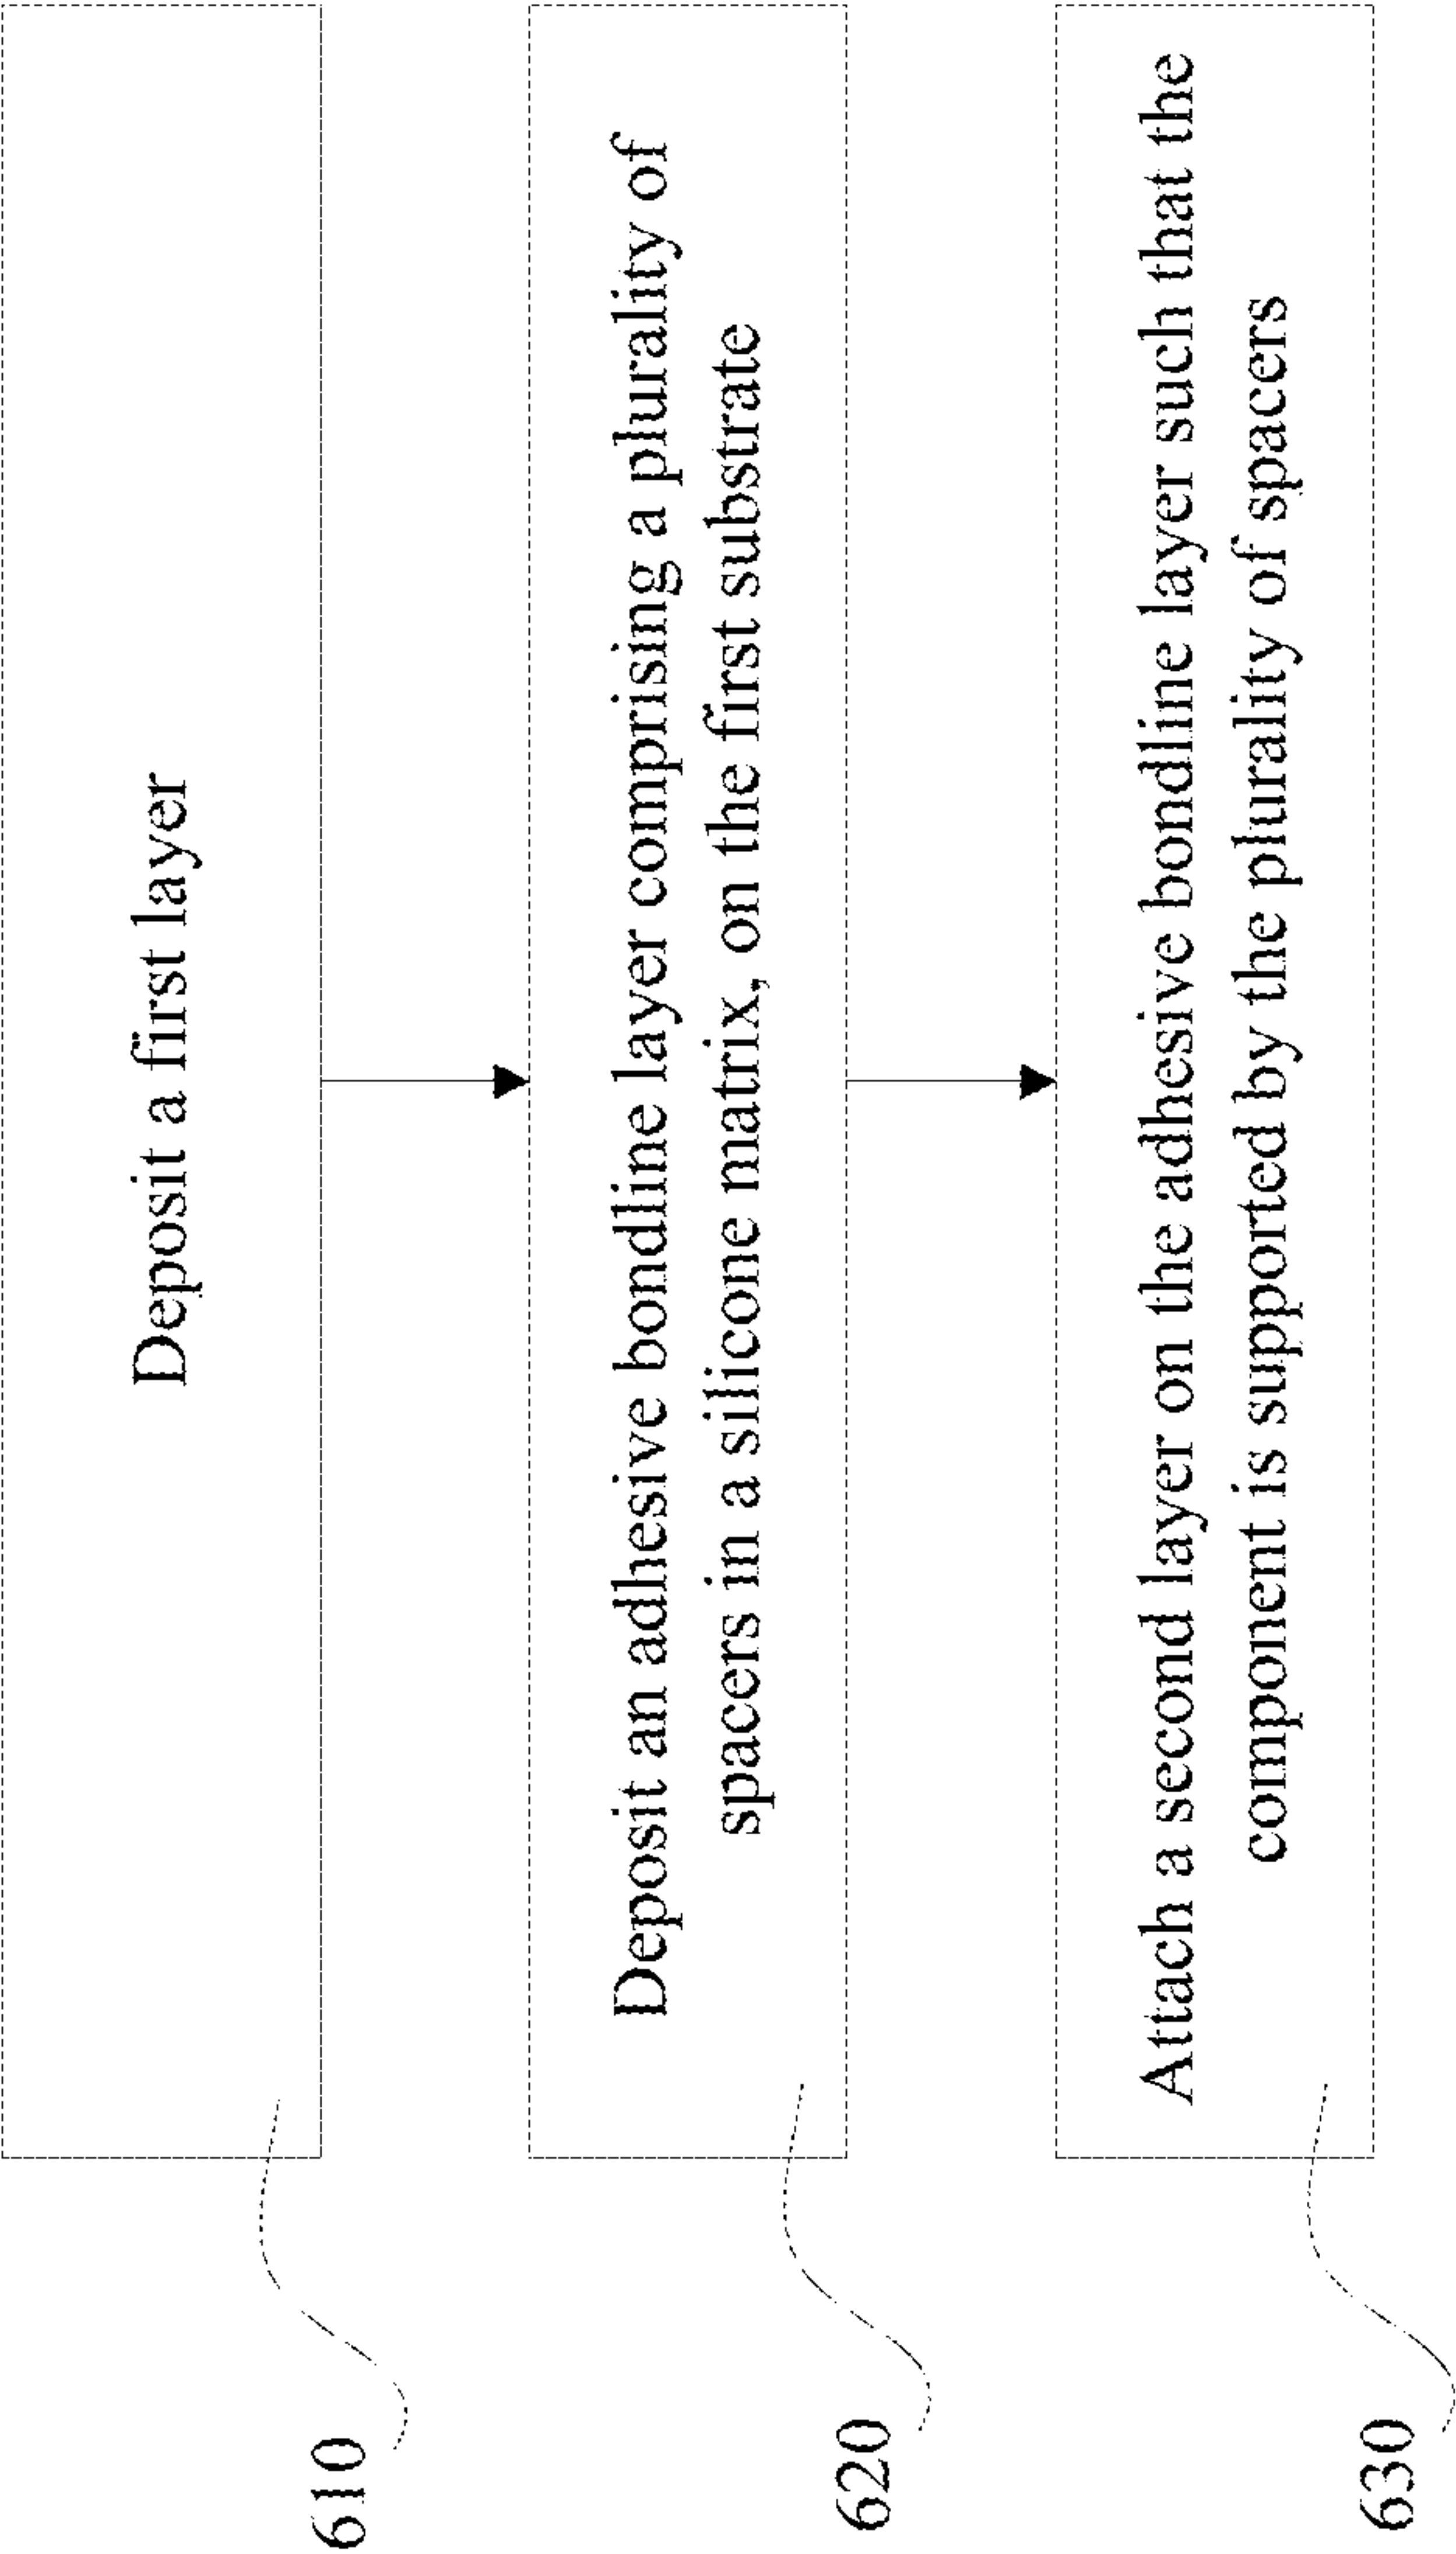 Deposit a first layer
610
Deposit an adhesive bondline layer comprising a plurality of
spacers in a silicone matrix, on the first substrate
620
Attach a second layer on the adhesive bondline layer such that the
component is supported by the plurality of spacers
630